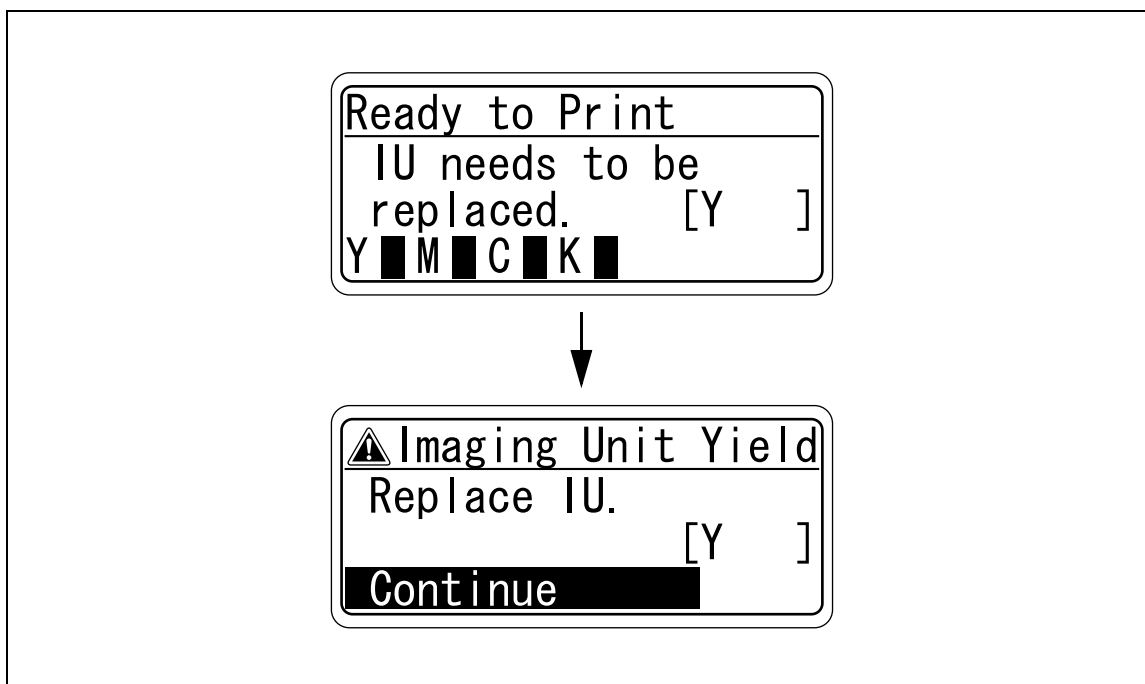 Ready to Print
IU needs to be
replaced. [Y ]
Y M C K
Imaging Unit Yield
Replace IU.
[Y ]
Continue